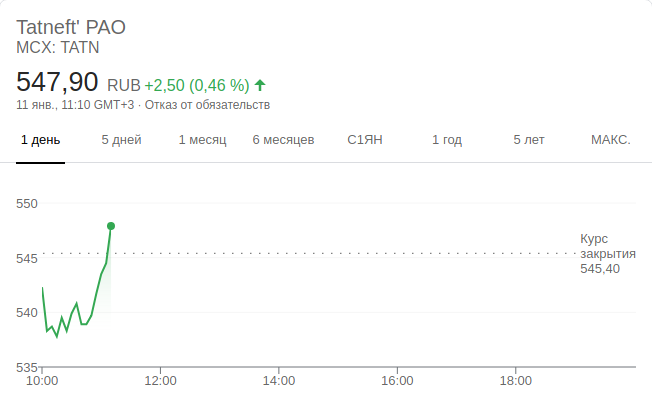 Tatneft' PAO
MCX: TATN
547,90 RUB +2,50 (0,46 %)
11 янв., 11:10 GMT+3 · Отказ от обязательств
1 день 5 дней 1 месяц 6 месяцев С1ЯН 1 год 5 лет МАКС.
550
Курс
закрытия
545,40
545
540
535
10:00 12:00 14:00 16:00 18:00